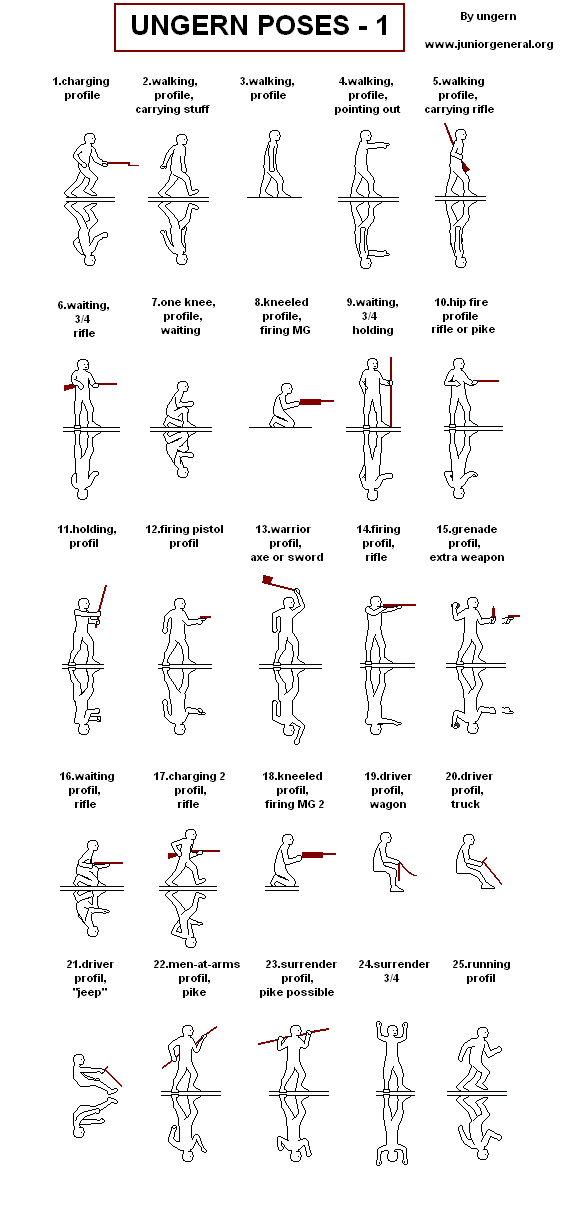 UNGERN POSES - 1
By ungern
www.juniorgeneral.org
1.charging
profile
2.walking,
profile,
carrying stuff
3.walking,
profile
4.walking,
profile,
pointing out
5.walking
profile,
carrying rifle
6.waiting,
3/4
rifle
7.one knee,
profile,
waiting
8.kneeled
profile,
firing MG
9.waiting,
3/4
holding
10.hip fire
profile
rifle or pike
11.holding,
profil
12.firing pistol
profil
13.warrior
profil,
axe or sword
14.firing
profil,
rifle
15.grenade
profil,
extra weapon
16.waiting
profil,
rifle
17.charging 2
profil,
rifle
18.kneeled
profil,
firing MG 2
19.driver
profil,
wagon
20.driver
profil,
truck
21.driver
profil,
"jeep"
22.men-at-arms
profil,
pike
23.surrender
profil,
pike possible
24.surrender
3/4
25.running
profil